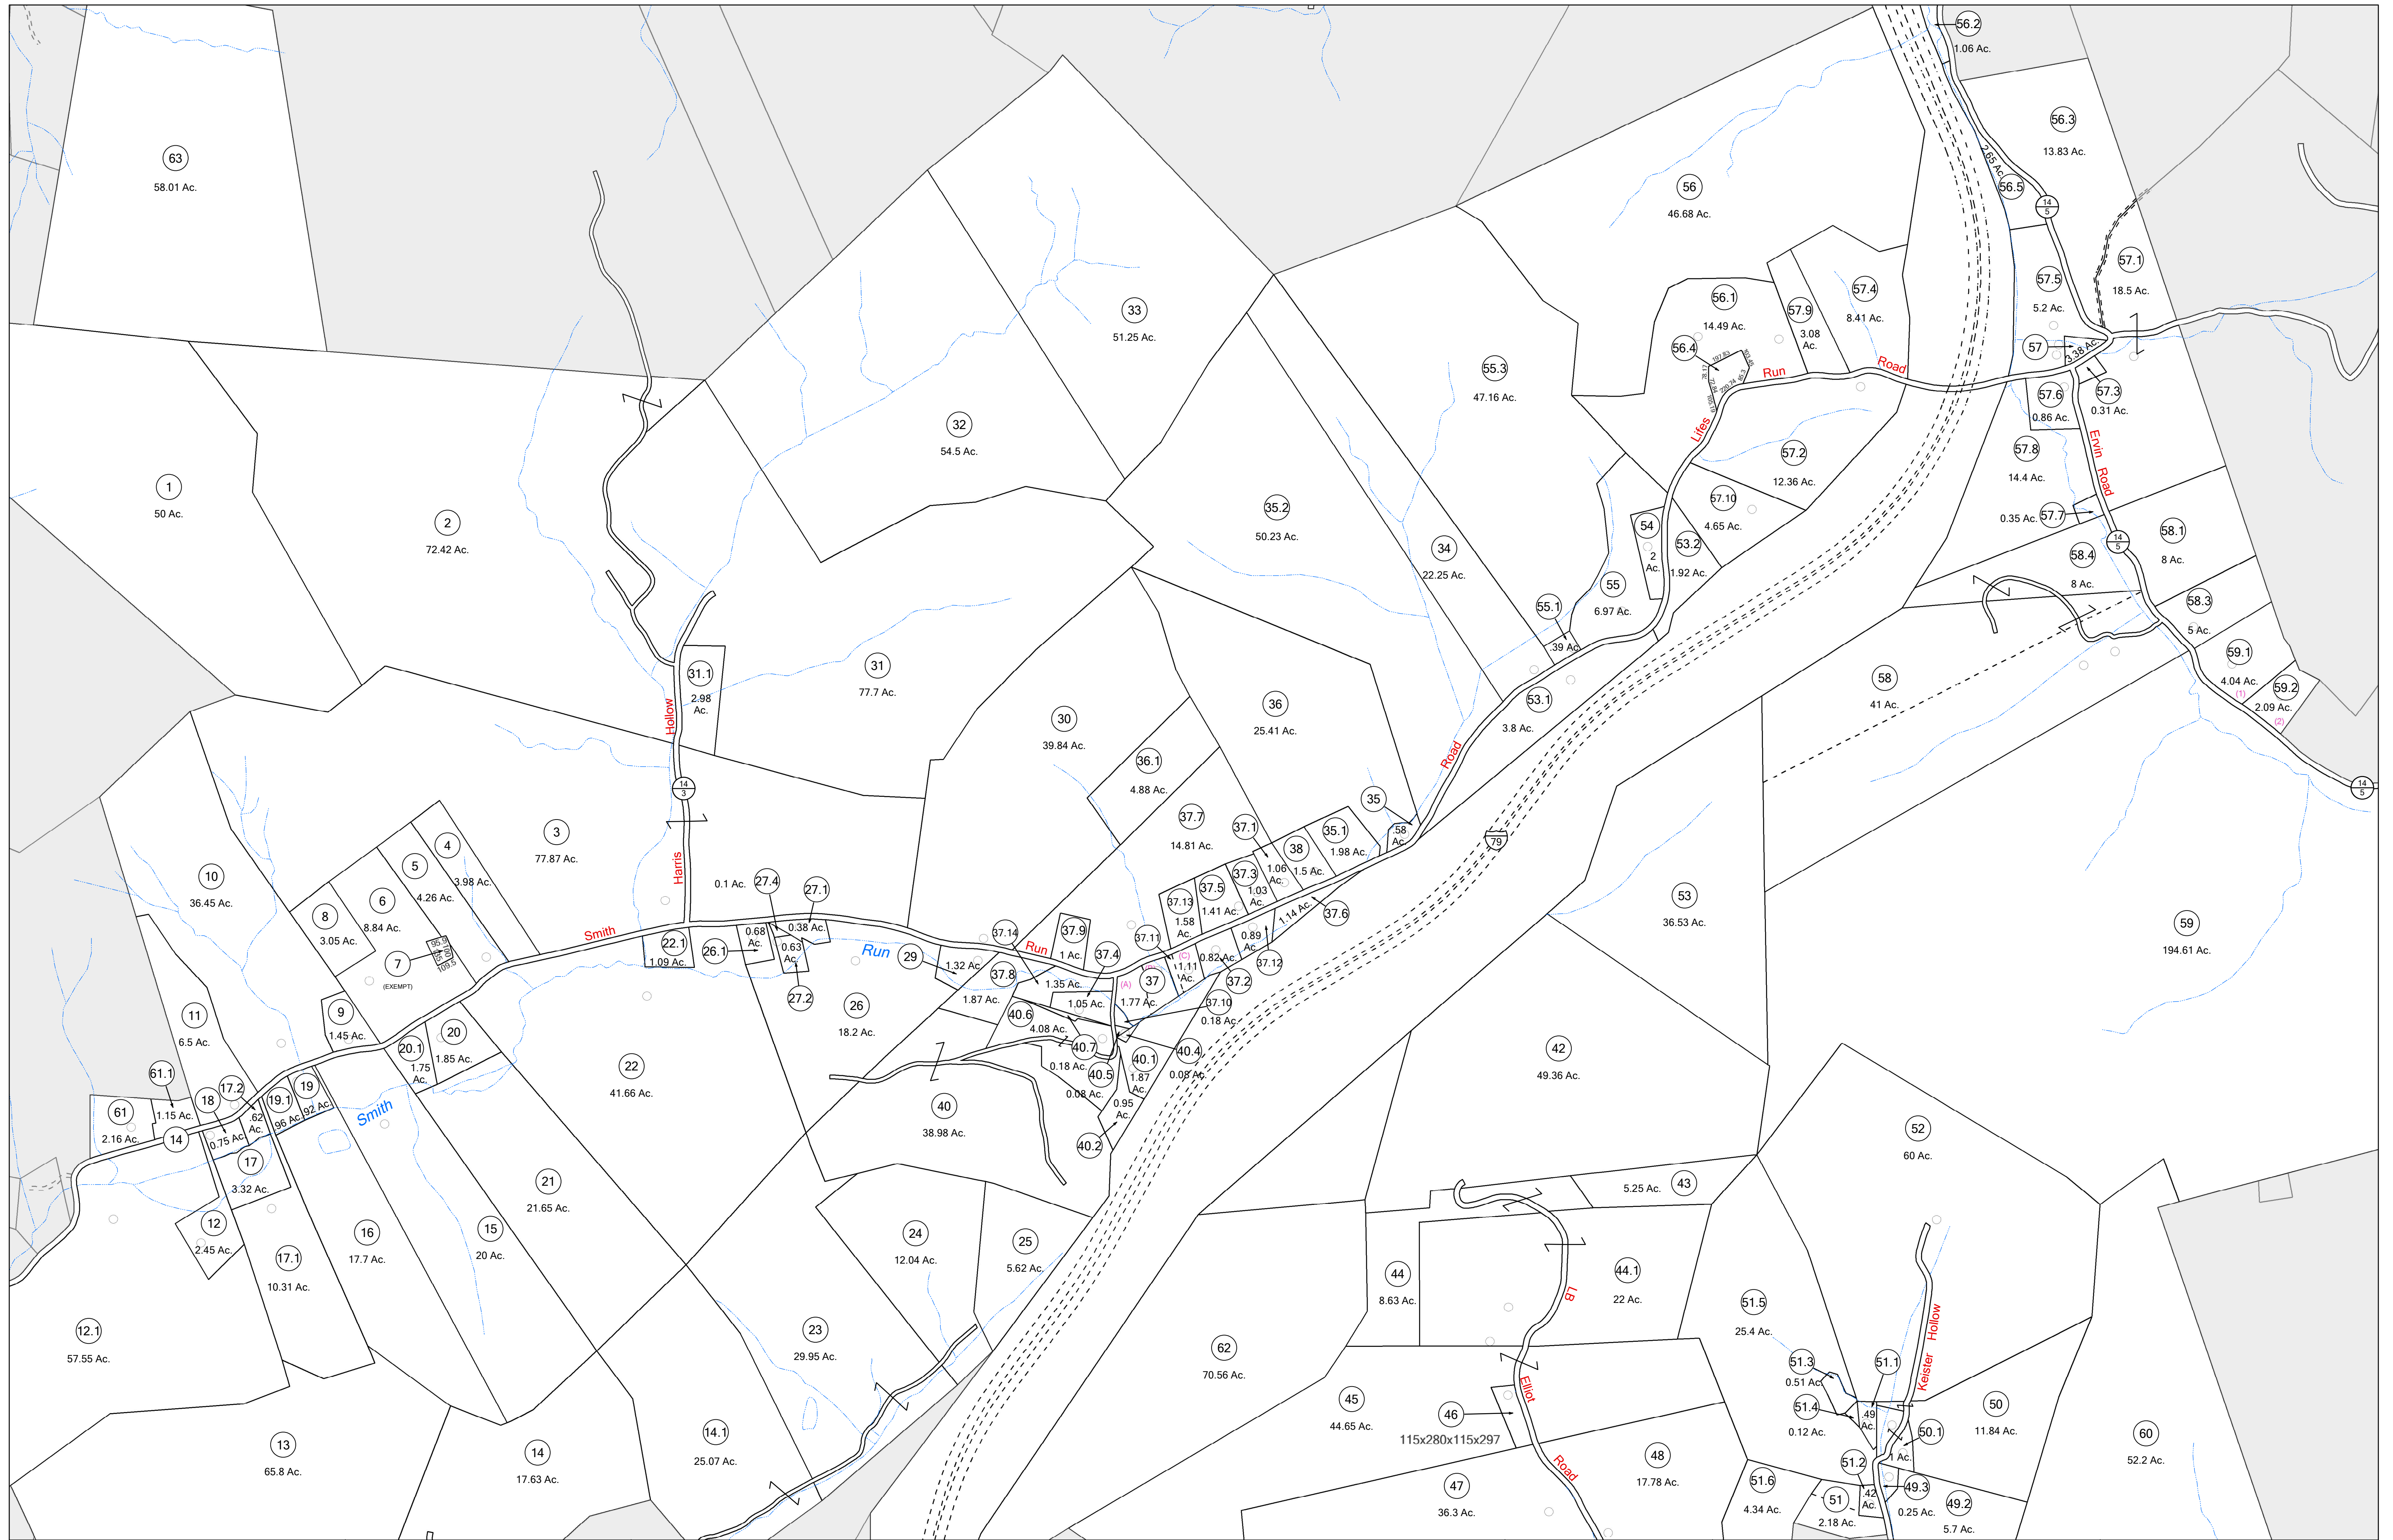 56.2
1.06 Ac.
56.3
13.83 Ac.
63
58.01 Ac.
56
46.68 Ac.
2.65 Ac.
56.5
14
5
57.1
18.5 Ac.
57.5
5.2 Ac.
57.4
8.41 Ac.
56.1
14.49 Ac.
57.9
3.08
Ac.
33
51.25 Ac.
56.4
197.83
78.17
72.84
220.74
85.3
105.19
57
3.38 Ac.
Lifes Run Road
55.3
47.16 Ac.
57.6
0.86 Ac.
57.3
0.31 Ac.
32
54.5 Ac.
57.8
14.4 Ac.
Ervin Road
57.2
12.36 Ac.
1
50 Ac.
2
72.42 Ac.
35.2
50.23 Ac.
57.10
4.65 Ac.
0.35 Ac.
57.7
54
2
Ac.
53.2
1.92 Ac.
34
22.25 Ac.
14
5
58.1
8 Ac.
58.4
8 Ac.
55
6.97 Ac.
55.1
.39 Ac.
58.3
5 Ac.
31.1
2.98
Ac.
31
77.7 Ac.
59.1
4.04 Ac.
(1)
59.2
2.09 Ac.
(2)
58
41 Ac.
53.1
3.8 Ac.
36
25.41 Ac.
30
39.84 Ac.
Harris Hollow
14
3
36.1
4.88 Ac.
Road
14
5
35
.58
Ac.
37.7
14.81 Ac.
37.1
1.06
Ac.
38
1.5 Ac.
35.1
1.98 Ac.
79
3
77.87 Ac.
4
3.98 Ac.
5
4.26 Ac.
6
8.84 Ac.
8
3.05 Ac.
10
36.45 Ac.
7
(EXEMPT)
95.9
100
100.5
109.5
0.1 Ac.
27.4
27.1
0.38 Ac.
37.13
1.58
Ac.
37.5
1.41 Ac.
37.3
1.03
Ac.
1.14 Ac.
37.6
53
36.53 Ac.
59
194.61 Ac.
Smith Run
22.1
1.09 Ac.
26.1
0.68
Ac.
0.63
Ac.
27.2
Run
29
1.32 Ac.
37.14
37.9
1 Ac.
37.4
37.11
(C)
1.11
Ac.
0.82 Ac.
0.89
Ac.
37.12
37.2
37.8
1.87 Ac.
1.35 Ac.
1.05 Ac.
(A)
37
1.77 Ac.
37.10
0.18 Ac.
26
18.2 Ac.
40.6
4.08 Ac.
40.7
0.18 Ac.
40.5
0.08 Ac.
40.1
1.87
Ac.
40.4
0.08 Ac.
0.95
Ac.
40.2
9
1.45 Ac.
11
6.5 Ac.
20.1
1.75
Ac.
20
1.85 Ac.
22
41.66 Ac.
42
49.36 Ac.
61.1
1.15 Ac.
61
2.16 Ac.
14
18
0.75 Ac.
17.2
.62
Ac.
19.1
.96 Ac.
19
.92 Ac.
Smith
17
3.32 Ac.
12
2.45 Ac.
17.1
10.31 Ac.
16
17.7 Ac.
15
20 Ac.
21
21.65 Ac.
40
38.98 Ac.
52
60 Ac.
43
5.25 Ac.
24
12.04 Ac.
25
5.62 Ac.
44
8.63 Ac.
44.1
22 Ac.
LB Elliot Road
51.5
25.4 Ac.
12.1
57.55 Ac.
23
29.95 Ac.
62
70.56 Ac.
51.3
0.51 Ac.
51.1
.49
Ac.
Keister Hollow
45
44.65 Ac.
46
115x280x115x297
51.4
0.12 Ac.
50
11.84 Ac.
50.1
1 Ac.
60
52.2 Ac.
13
65.8 Ac.
14
17.63 Ac.
14.1
25.07 Ac.
48
17.78 Ac.
47
36.3 Ac.
51.2
.42
Ac.
51.6
4.34 Ac.
51
2.18 Ac.
49.3
0.25 Ac.
49.2
5.7 Ac.